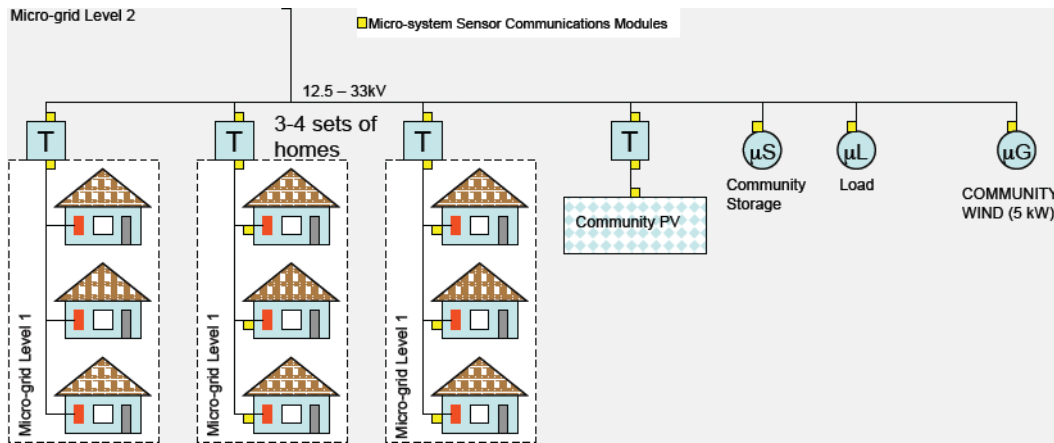 Micro-grid Level 2
Micro-system Sensor Communications Modules
12.5 – 33kV
T
T
3-4 sets of
homes
T
T
μS
μL
μG
Community
Storage
Load
COMMUNITY
WIND (5 kW)
Community PV
Micro-grid Level 1
Micro-grid Level 1
Micro-grid Level 1